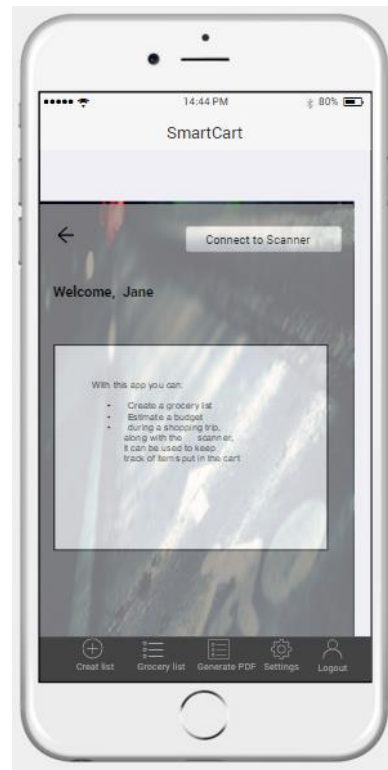 14:44 PM
80%
SmartCart
Connect to Scanner
Welcome, Jane
With this app you can:
• Create a grocery list
• Estimate a budget
• during a shopping trip,
along with the scanner,
it can be used to keep
track of items put in the cart
Creat list Grocery list Generate PDF Settings Logout